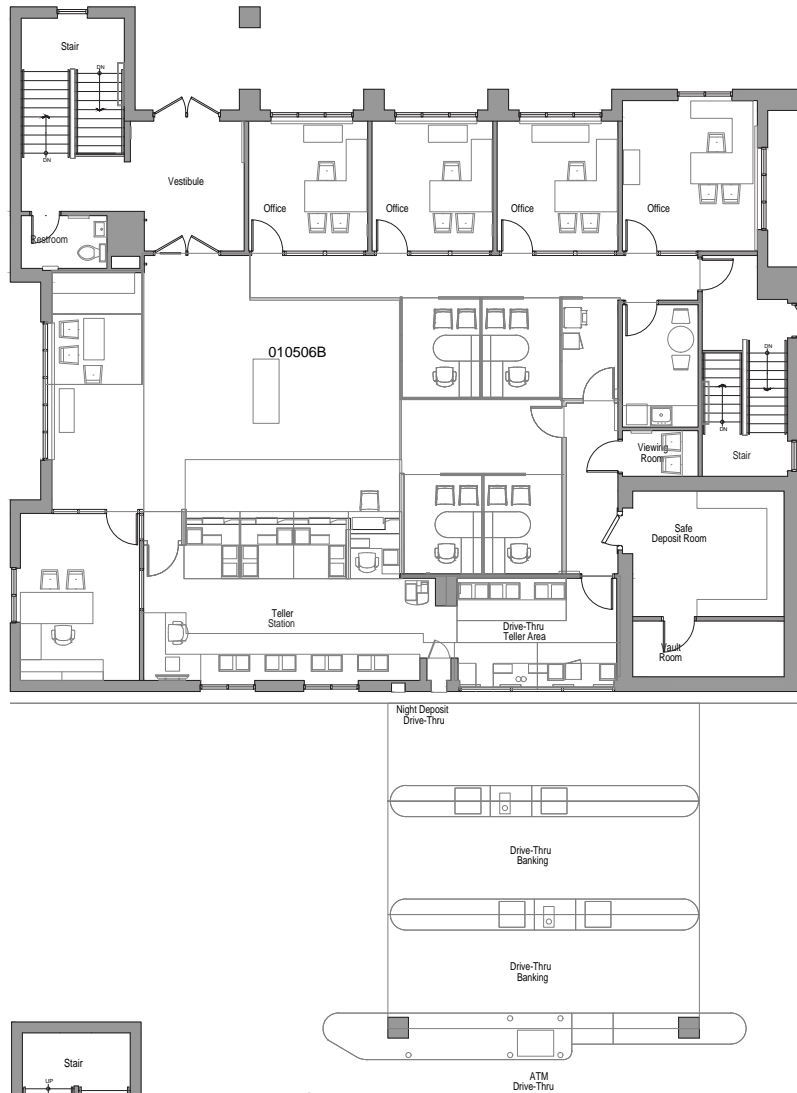 Stair
DN
DN
Vestibule
Office
Office
Office
Office
Restroom
010506B
DN
DN
Viewing
Room
Stair
Safe
Deposit Room
Teller
Station
Drive-Thru
Teller Area
Vault
Room
Night Deposit
Drive-Thru
Drive-Thru
Banking
Drive-Thru
Banking
Stair
UP
ATM
Drive-Thru